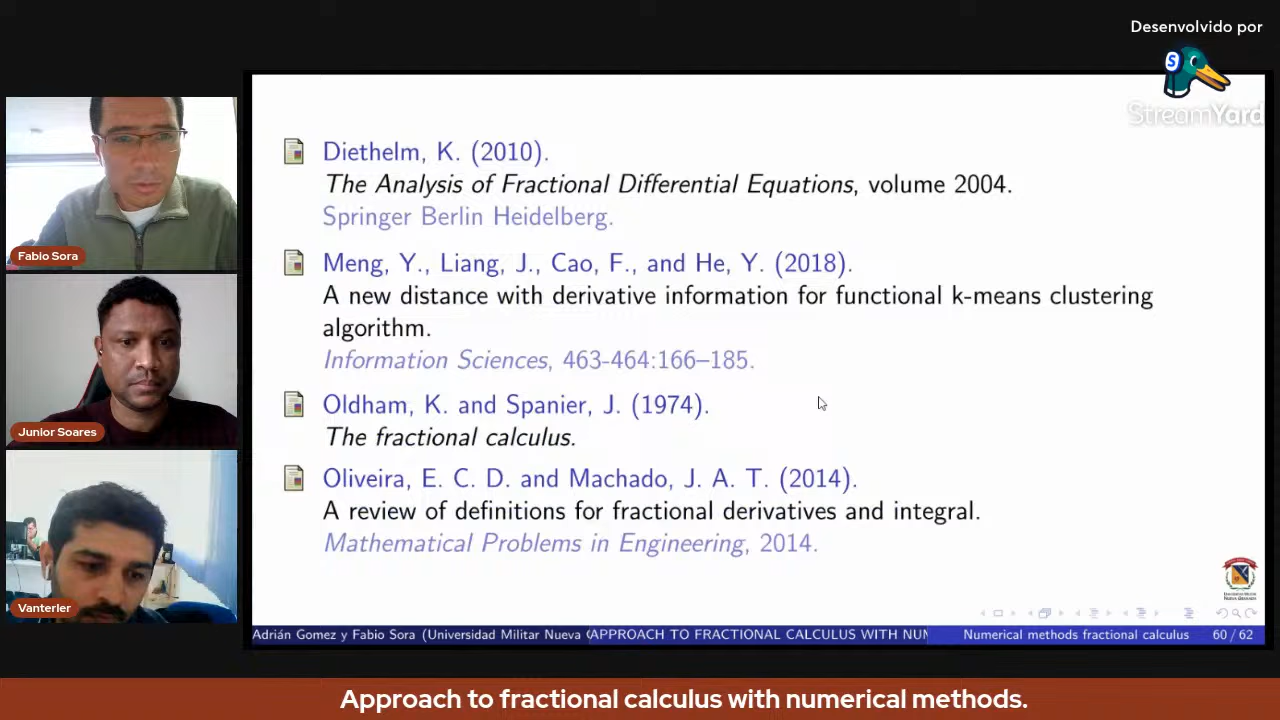 Desenvolvido por
StreamYard
Fabio Sora
Junior Soares
Vanterler
Diethelm, K. (2010).
The Analysis of Fractional Differential Equations, volume 2004.
Springer Berlin Heidelberg.
Meng, Y., Liang, J., Cao, F., and He, Y. (2018).
A new distance with derivative information for functional k-means clustering
algorithm.
Information Sciences, 463-464:166–185.
Oldham, K. and Spanier, J. (1974).
The fractional calculus.
Oliveira, E. C. D. and Machado, J. A. T. (2014).
A review of definitions for fractional derivatives and integral.
Mathematical Problems in Engineering, 2014.
Adrián Gomez y Fabio Sora (Universidad Militar Nueva G APPROACH TO FRACTIONAL CALCULUS WITH NUM Numerical methods fractional calculus 60 / 62
Approach to fractional calculus with numerical methods.